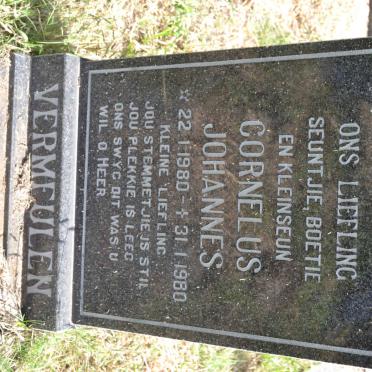 ONS LIEFLING
SEUNTJIE, BOETIE
EN KLEINSEUN
CORNELUS
JOHANNES
☆ 22.1.1980 - ✝ 31.1.1980
KLEINE LIEFLING
JOU STEMMETJIE IS STIL
JOU PLEKKIE IS LEEG
ONS SWYG, DIT WAS U
WIL O HEER
VERMEULEN